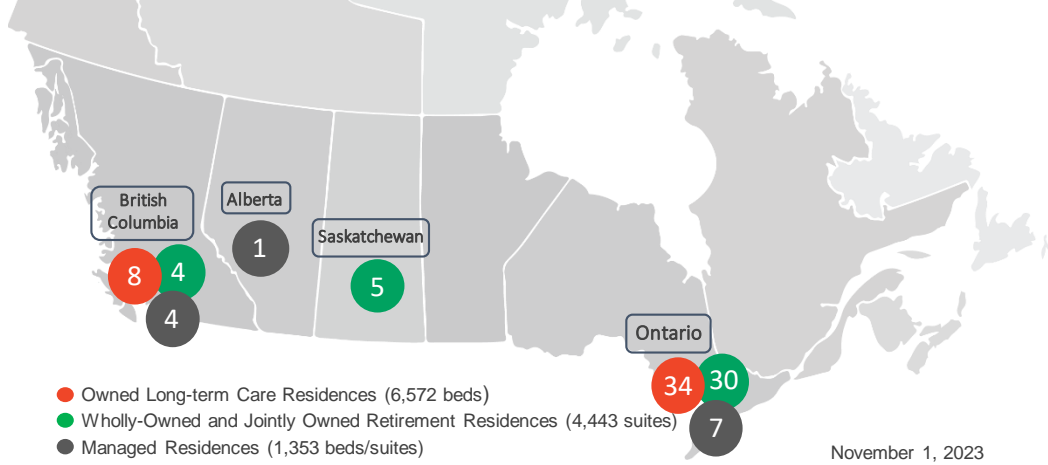 British
Columbia
Alberta
Saskatchewan
1
8
4
5
4
Ontario
34
30
7
Owned Long-term Care Residences (6,572 beds)
Wholly-Owned and Jointly Owned Retirement Residences (4,443 suites)
Managed Residences (1,353 beds/suites)
November 1, 2023